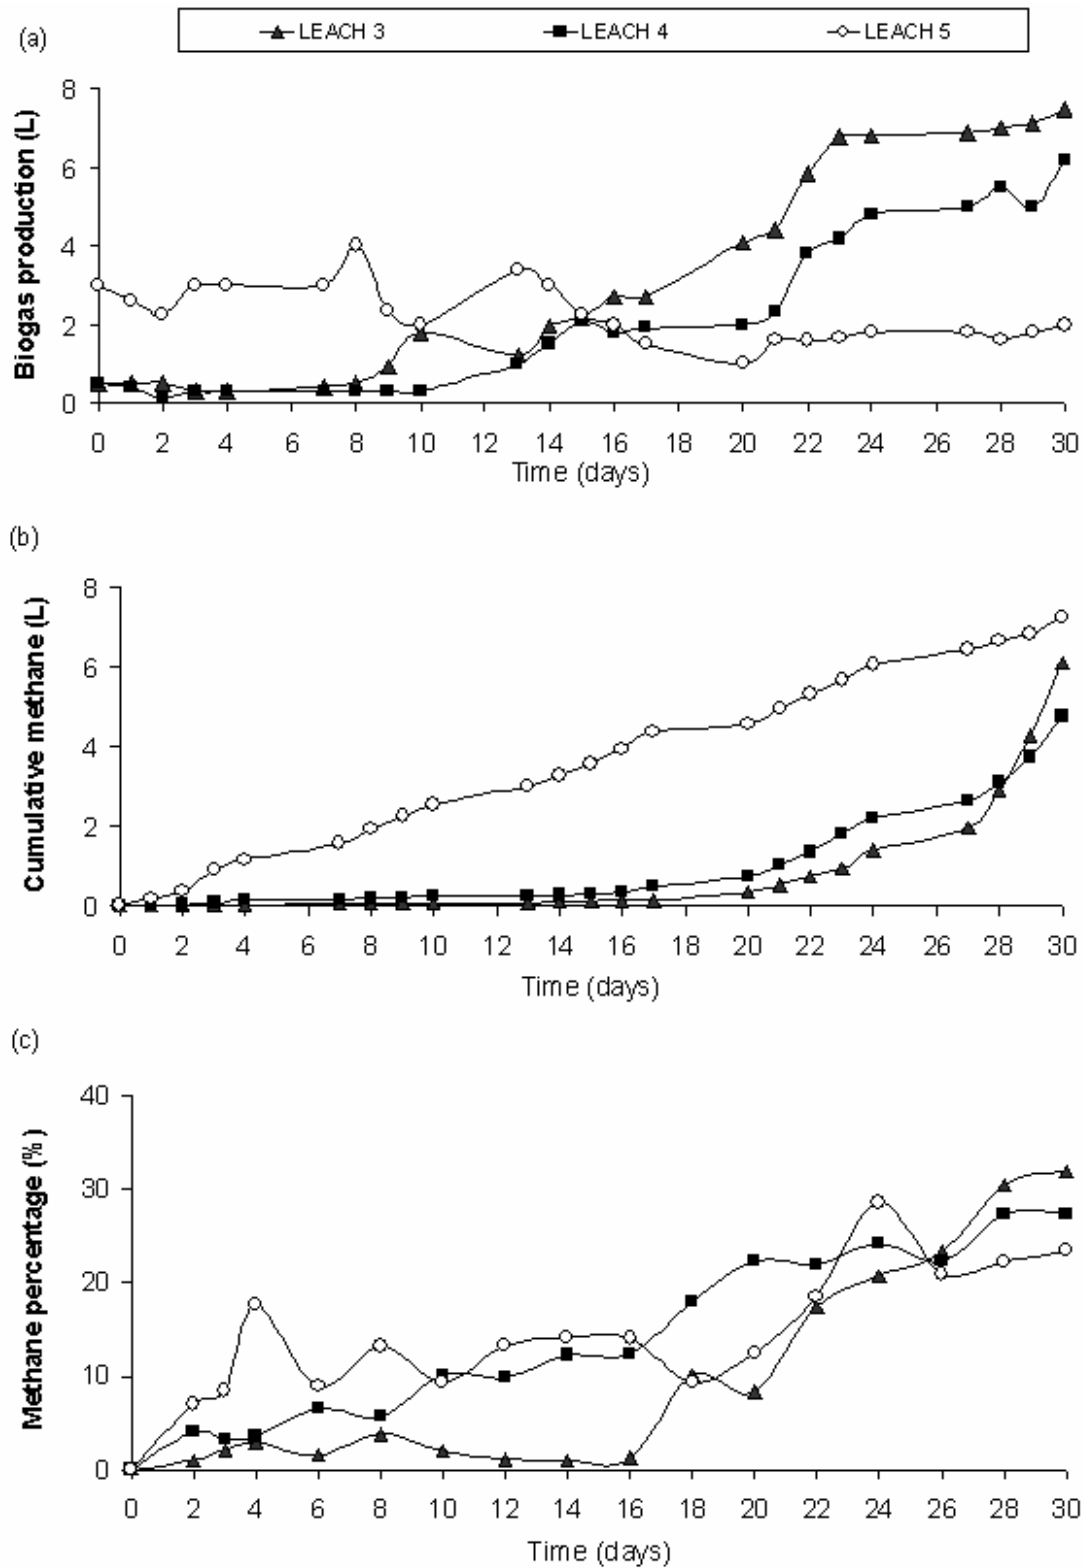 (a)
LEACH 3 LEACH 4 LEACH 5
Biogas production (L)
8
6
4
2
0
0 2 4 6 8 10 12 14 16 18 20 22 24 26 28 30
Time (days)
(b)
Cumulative methane (L)
8
6
4
2
0
0 2 4 6 8 10 12 14 16 18 20 22 24 26 28 30
Time (days)
(c)
Methane percentage (%)
40
30
20
10
0
0 2 4 6 8 10 12 14 16 18 20 22 24 26 28 30
Time (days)